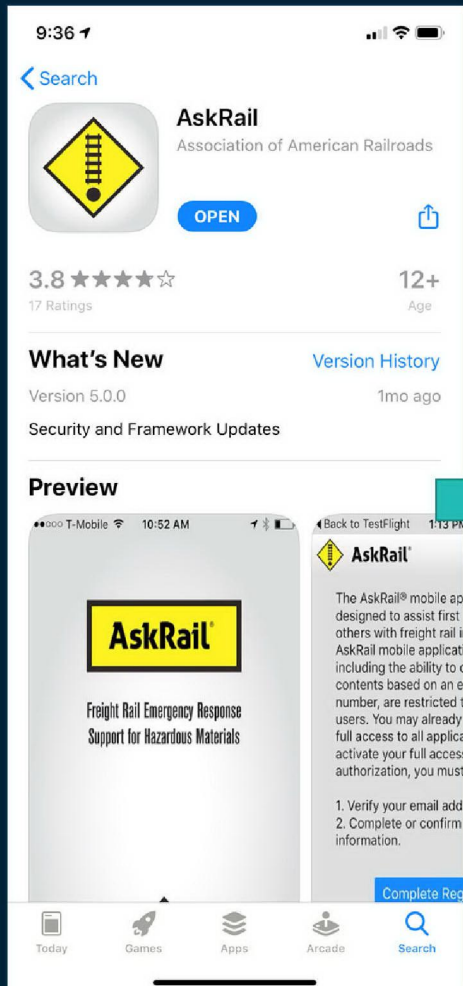 9:36
Search
AskRail
Association of American Railroads
OPEN
3.8
17 Ratings
12+
Age
What's New
Version History
Version 5.0.0
1mo ago
Security and Framework Updates
Preview
T-Mobile 10:52 AM
AskRail®
Freight Rail Emergency Response
Support for Hazardous Materials
Back to TestFlight 1:13 PM
AskRail®
The AskRail® mobile
designed to assist first
others with freight rail
AskRail mobile
including the ability to
contents based on an
number, are restricted
users. You may already
full access to all
activate your full access
authorization, you must
1. Verify your email
2. Complete or confirm
information.
Complete
Today
Games
Apps
Arcade
Search